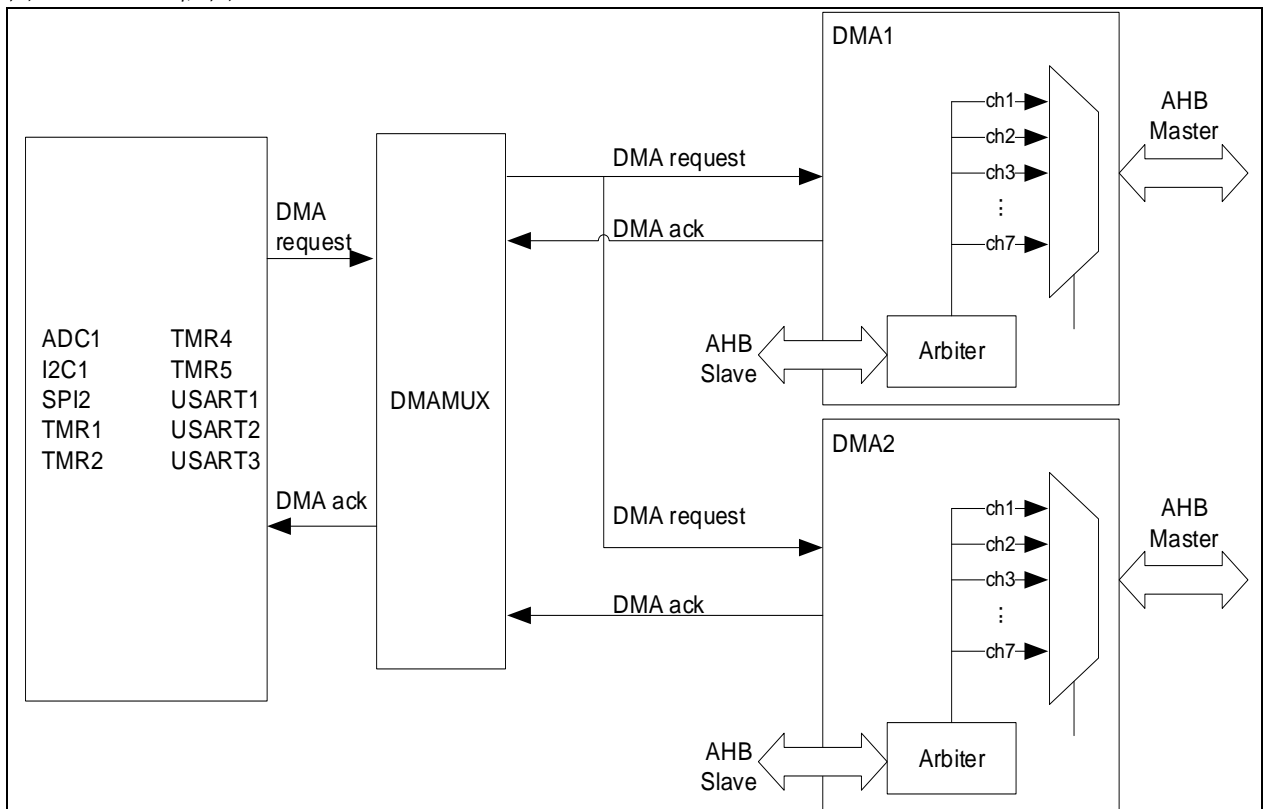 DMA1
ch1
ch2
ch3
⋮
ch7
AHB
Master
DMA request
DMA ack
DMA
request
ADC1 TMR4
I2C1 TMR5
SPI2 USART1
TMR1 USART2
TMR2 USART3
DMAMUX
AHB
Slave
Arbiter
DMA2
DMA ack
DMA request
ch1
ch2
ch3
⋮
ch7
AHB
Master
DMA ack
AHB
Slave
Arbiter